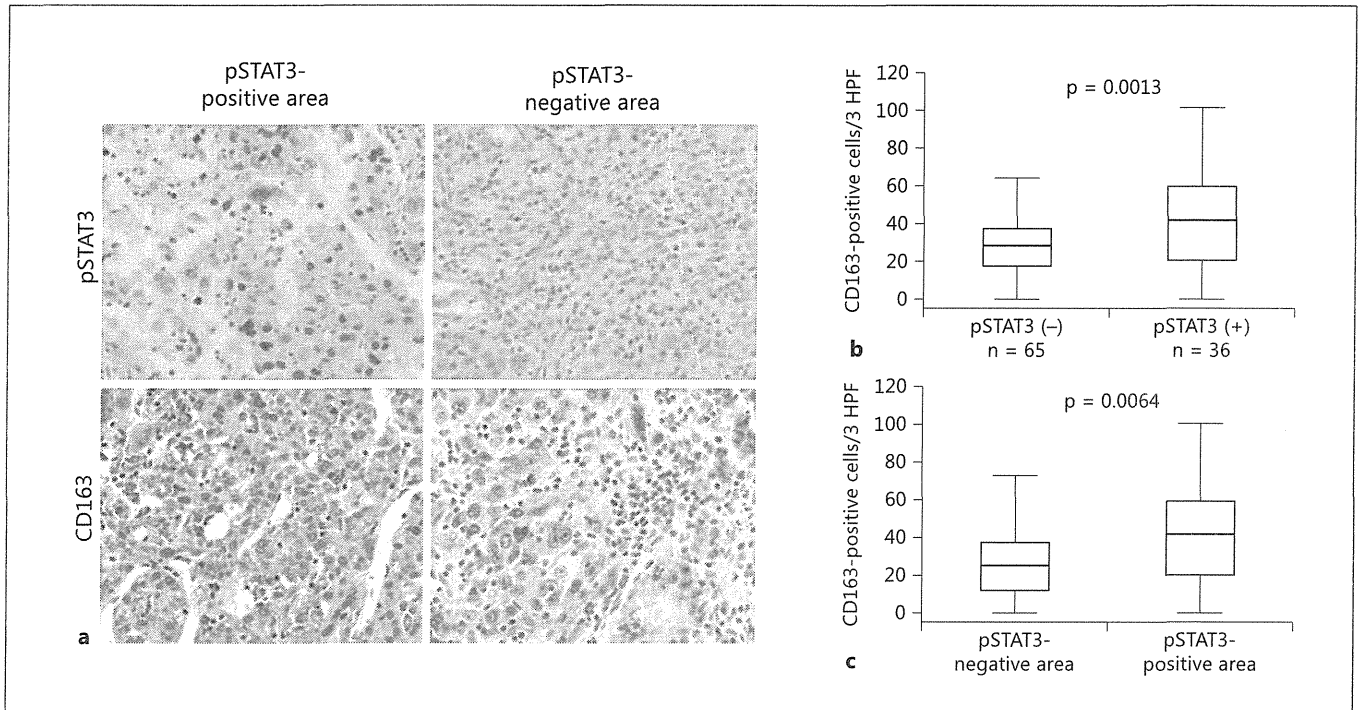 pSTAT3-
positive area
pSTAT3-
negative area
pSTAT3
CD163
a
CD163-positive cells/3 HPF
120
100
80
60
40
20
0
p = 0.0013
pSTAT3 (–)
n = 65
pSTAT3 (+)
n = 36
b
CD163-positive cells/3 HPF
120
100
80
60
40
20
0
p = 0.0064
pSTAT3-
negative area
pSTAT3-
positive area
c